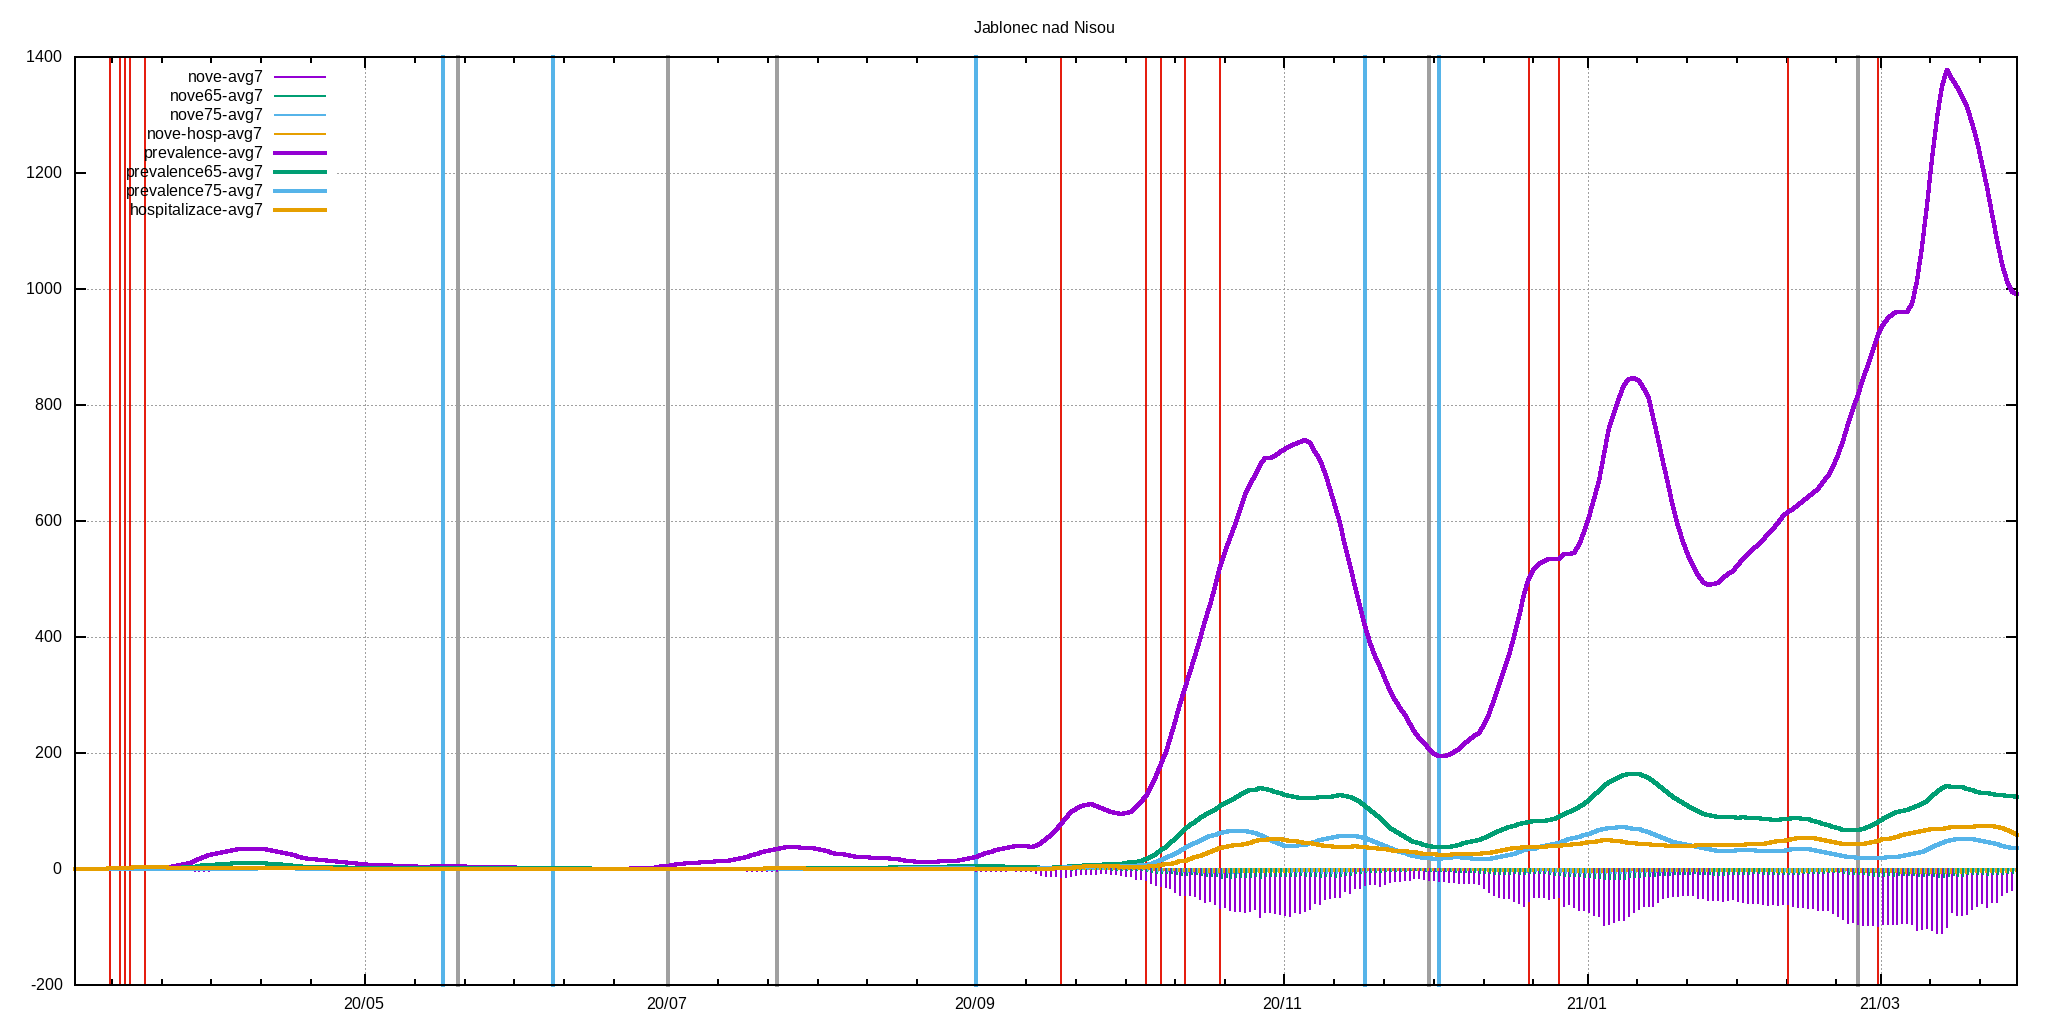 Jablonec nad Nisou
1400
1200
1000
800
600
400
200
0
-200
nove-avg7
nove65-avg7
nove75-avg7
nove-hosp-avg7
prevalence-avg7
prevalence65-avg7
prevalence75-avg7
hospitalizace-avg7
20/05 20/07 20/09 20/11 21/01 21/03